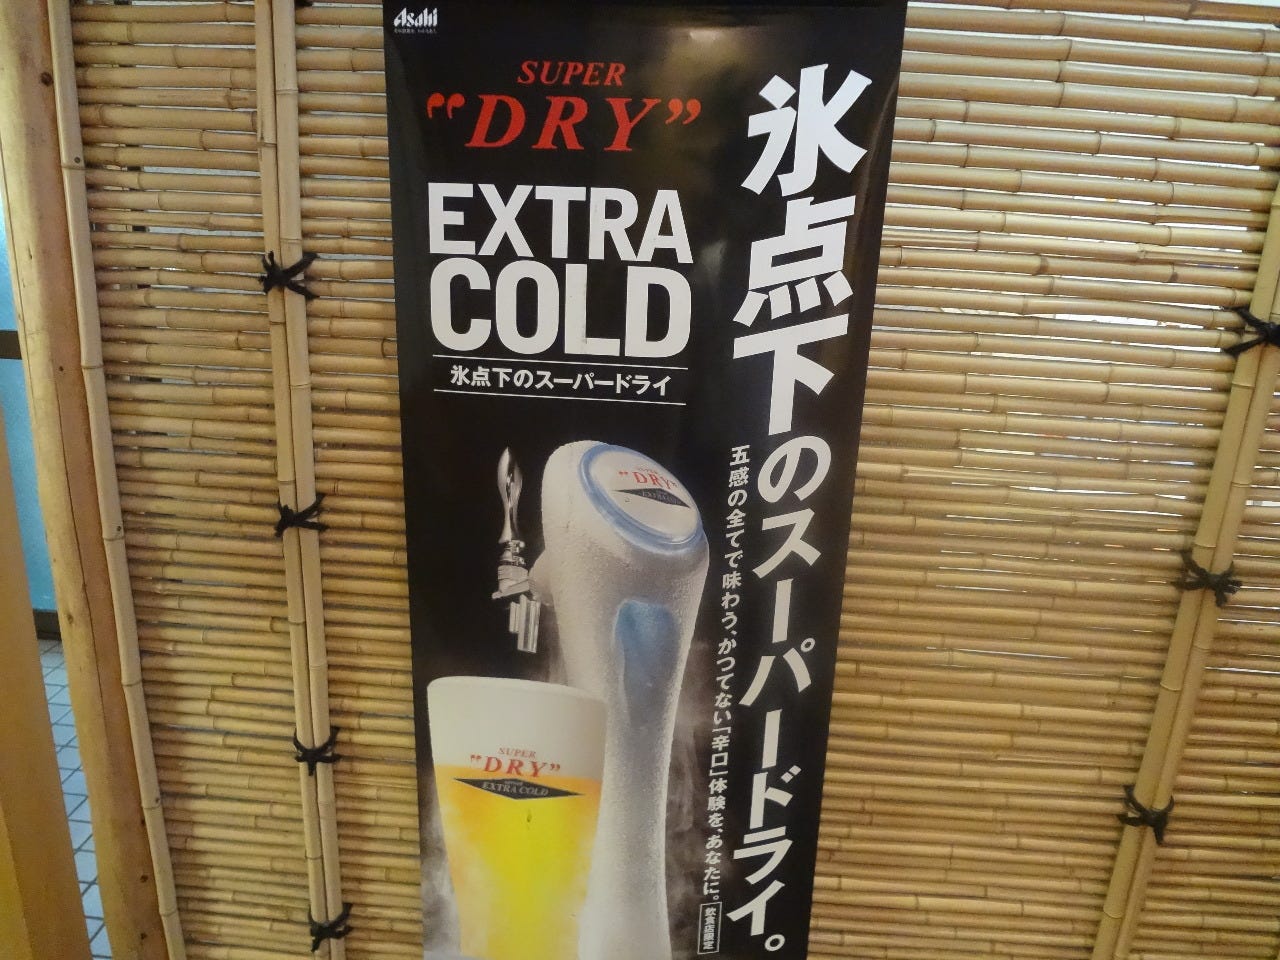 Asahi
SUPER
"DRY"
EXTRA
COLD
氷点下のスーパードライ
氷点下のスーパードライ。
五感の全てで味わう、かつてない「辛口」体験を、あなたに。
飲食店限定
SUPER
"DRY"
EXTRA COLD
SUPER
"DRY"
EXTRA COLD